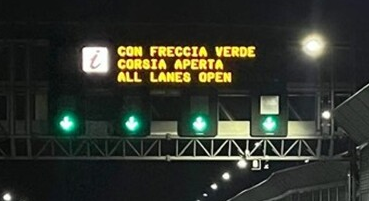 i
CON FRECCIA VERDE
CORSIA APERTA
ALL LANES OPEN